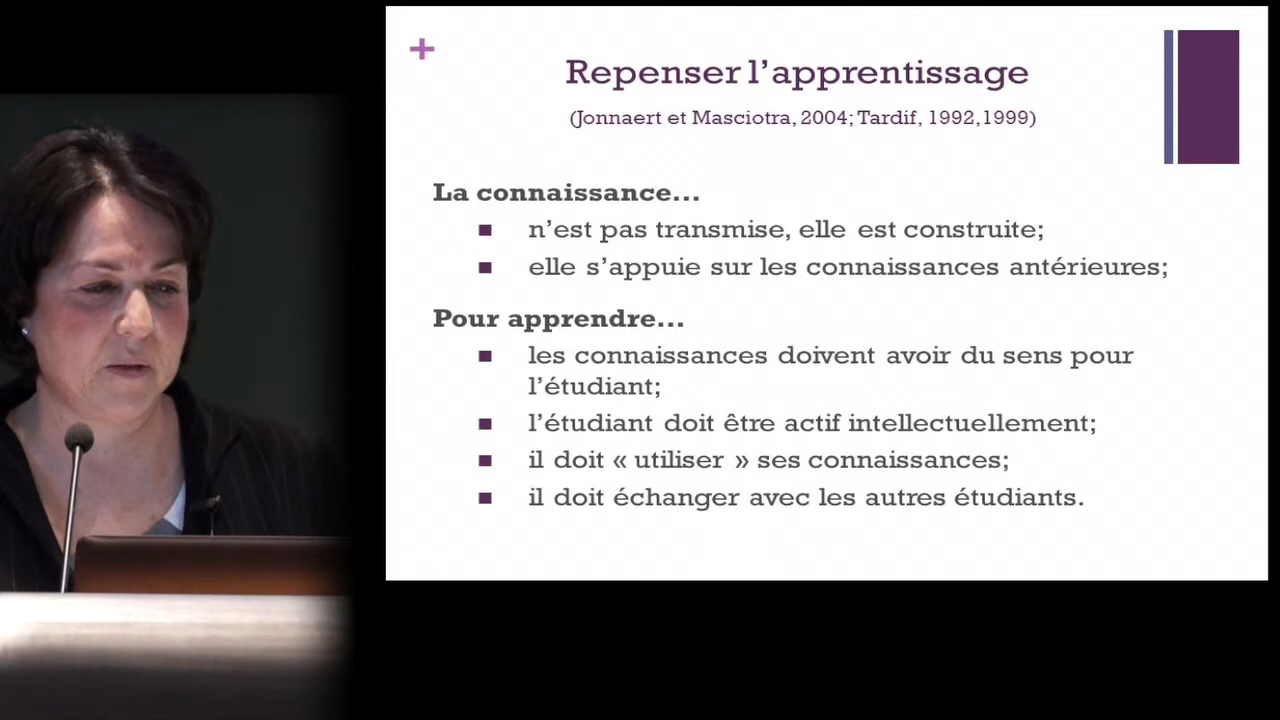 Repenser l’apprentissage
(Jonnaert et Masciotra, 2004; Tardif, 1992,1999)
La connaissance...
n’est pas transmise, elle est construite;
elle s’appuie sur les connaissances antérieures;
Pour apprendre...
les connaissances doivent avoir du sens pour
l’étudiant;
l’étudiant doit être actif intellectuellement;
il doit « utiliser » ses connaissances;
il doit échanger avec les autres étudiants.